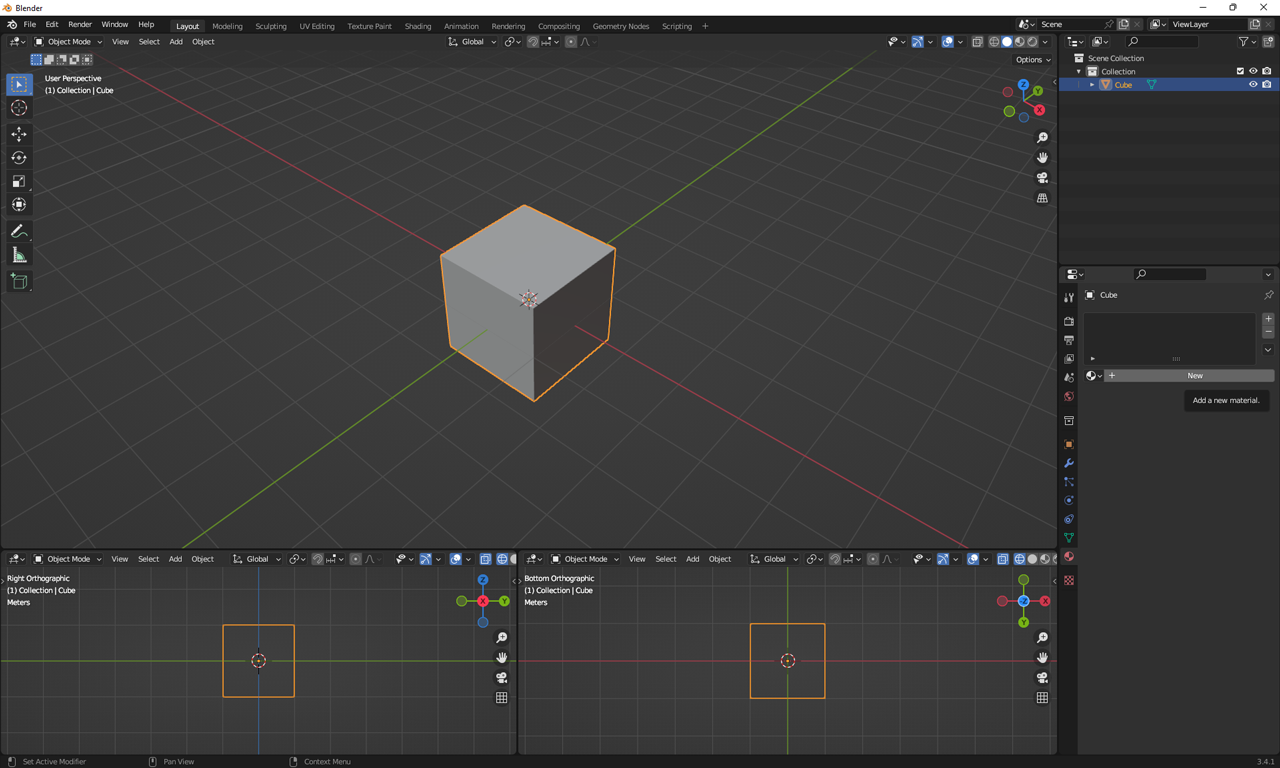 Blender
File Edit Render Window Help Layout Modeling Sculpting UV Editing Texture Paint Shading Animation Rendering Compositing Geometry Nodes Scripting + Scene ViewLayer
Object Mode View Select Add Object Global
Options
User Perspective
(1) Collection | Cube
Z
Y
X
Scene Collection
Collection
Cube
Cube
New
Add a new material.
Object Mode View Select Add Object Global
Right Orthographic
(1) Collection | Cube
Meters
Z
X
Y
Object Mode View Select Add Object Global
Bottom Orthographic
(1) Collection | Cube
Meters
X
Y
Set Active Modifier Pan View Context Menu 3.4.1